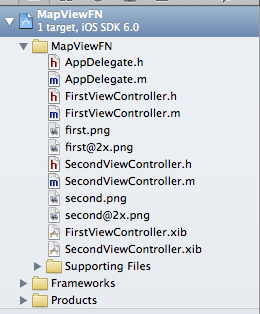 MapViewFN
1 target, iOS SDK 6.0
MapViewFN
AppDelegate.h
AppDelegate.m
FirstViewController.h
FirstViewController.m
first.png
first@2x.png
SecondViewController.h
SecondViewController.m
second.png
second@2x.png
FirstViewController.xib
SecondViewController.xib
Supporting Files
Frameworks
Products